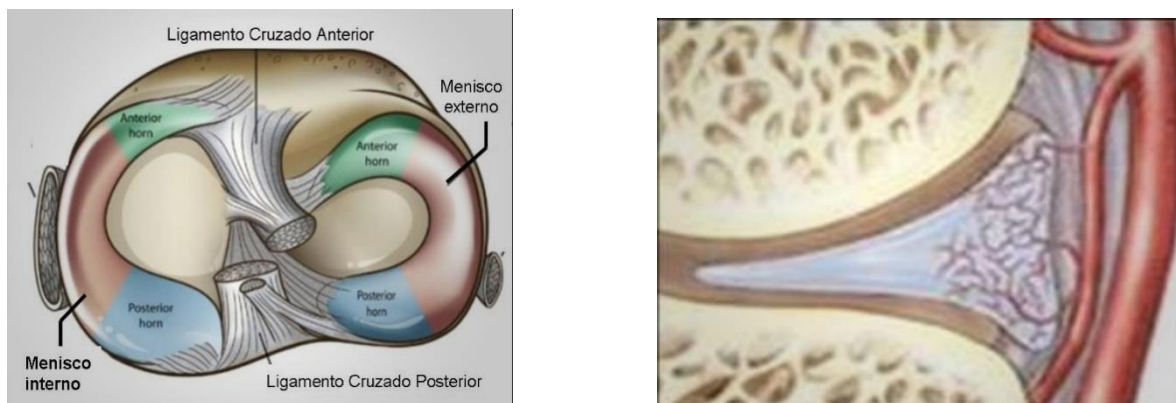 Ligamento Cruzado Anterior
Menisco
externo
Anterior
horn
Anterior
horn
Posterior
horn
Posterior
horn
Menisco
interno
Ligamento Cruzado Posterior